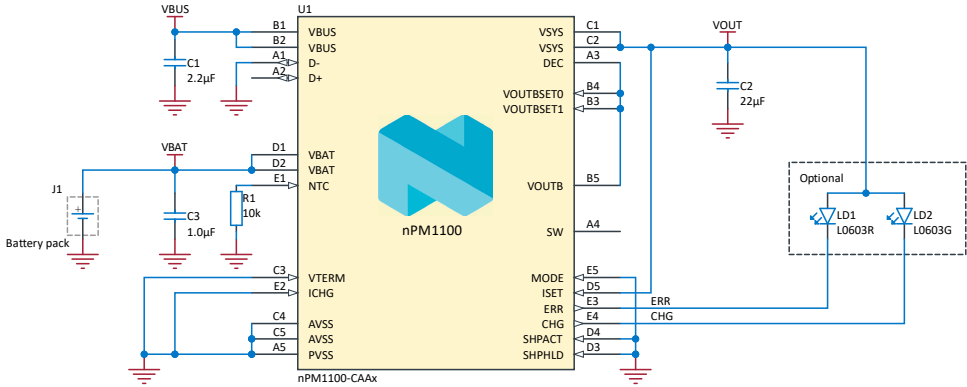 VBUS
C1
2.2µF
VBAT
C3
1.0µF
J1
+
Battery pack
R1
10k
U1
B1 VBUS
B2 VBUS
A1 D-
A2 D+
D1 VBAT
D2 VBAT
E1 NTC
C3 VTERM
E2 ICHG
C4 AVSS
C5 AVSS
A5 PVSS
nPM1100
VSYS C1
VSYS C2
DEC A3
VOUTBSET0 B4
VOUTBSET1 B3
VOUTB B5
SW A4
MODE E5
ISET D5
ERR E3 ERR
CHG E4 CHG
SHPACT D4
SHPHLD D3
nPM1100-CAAx
VOUT
C2
22µF
Optional
LD1
L0603R
LD2
L0603G